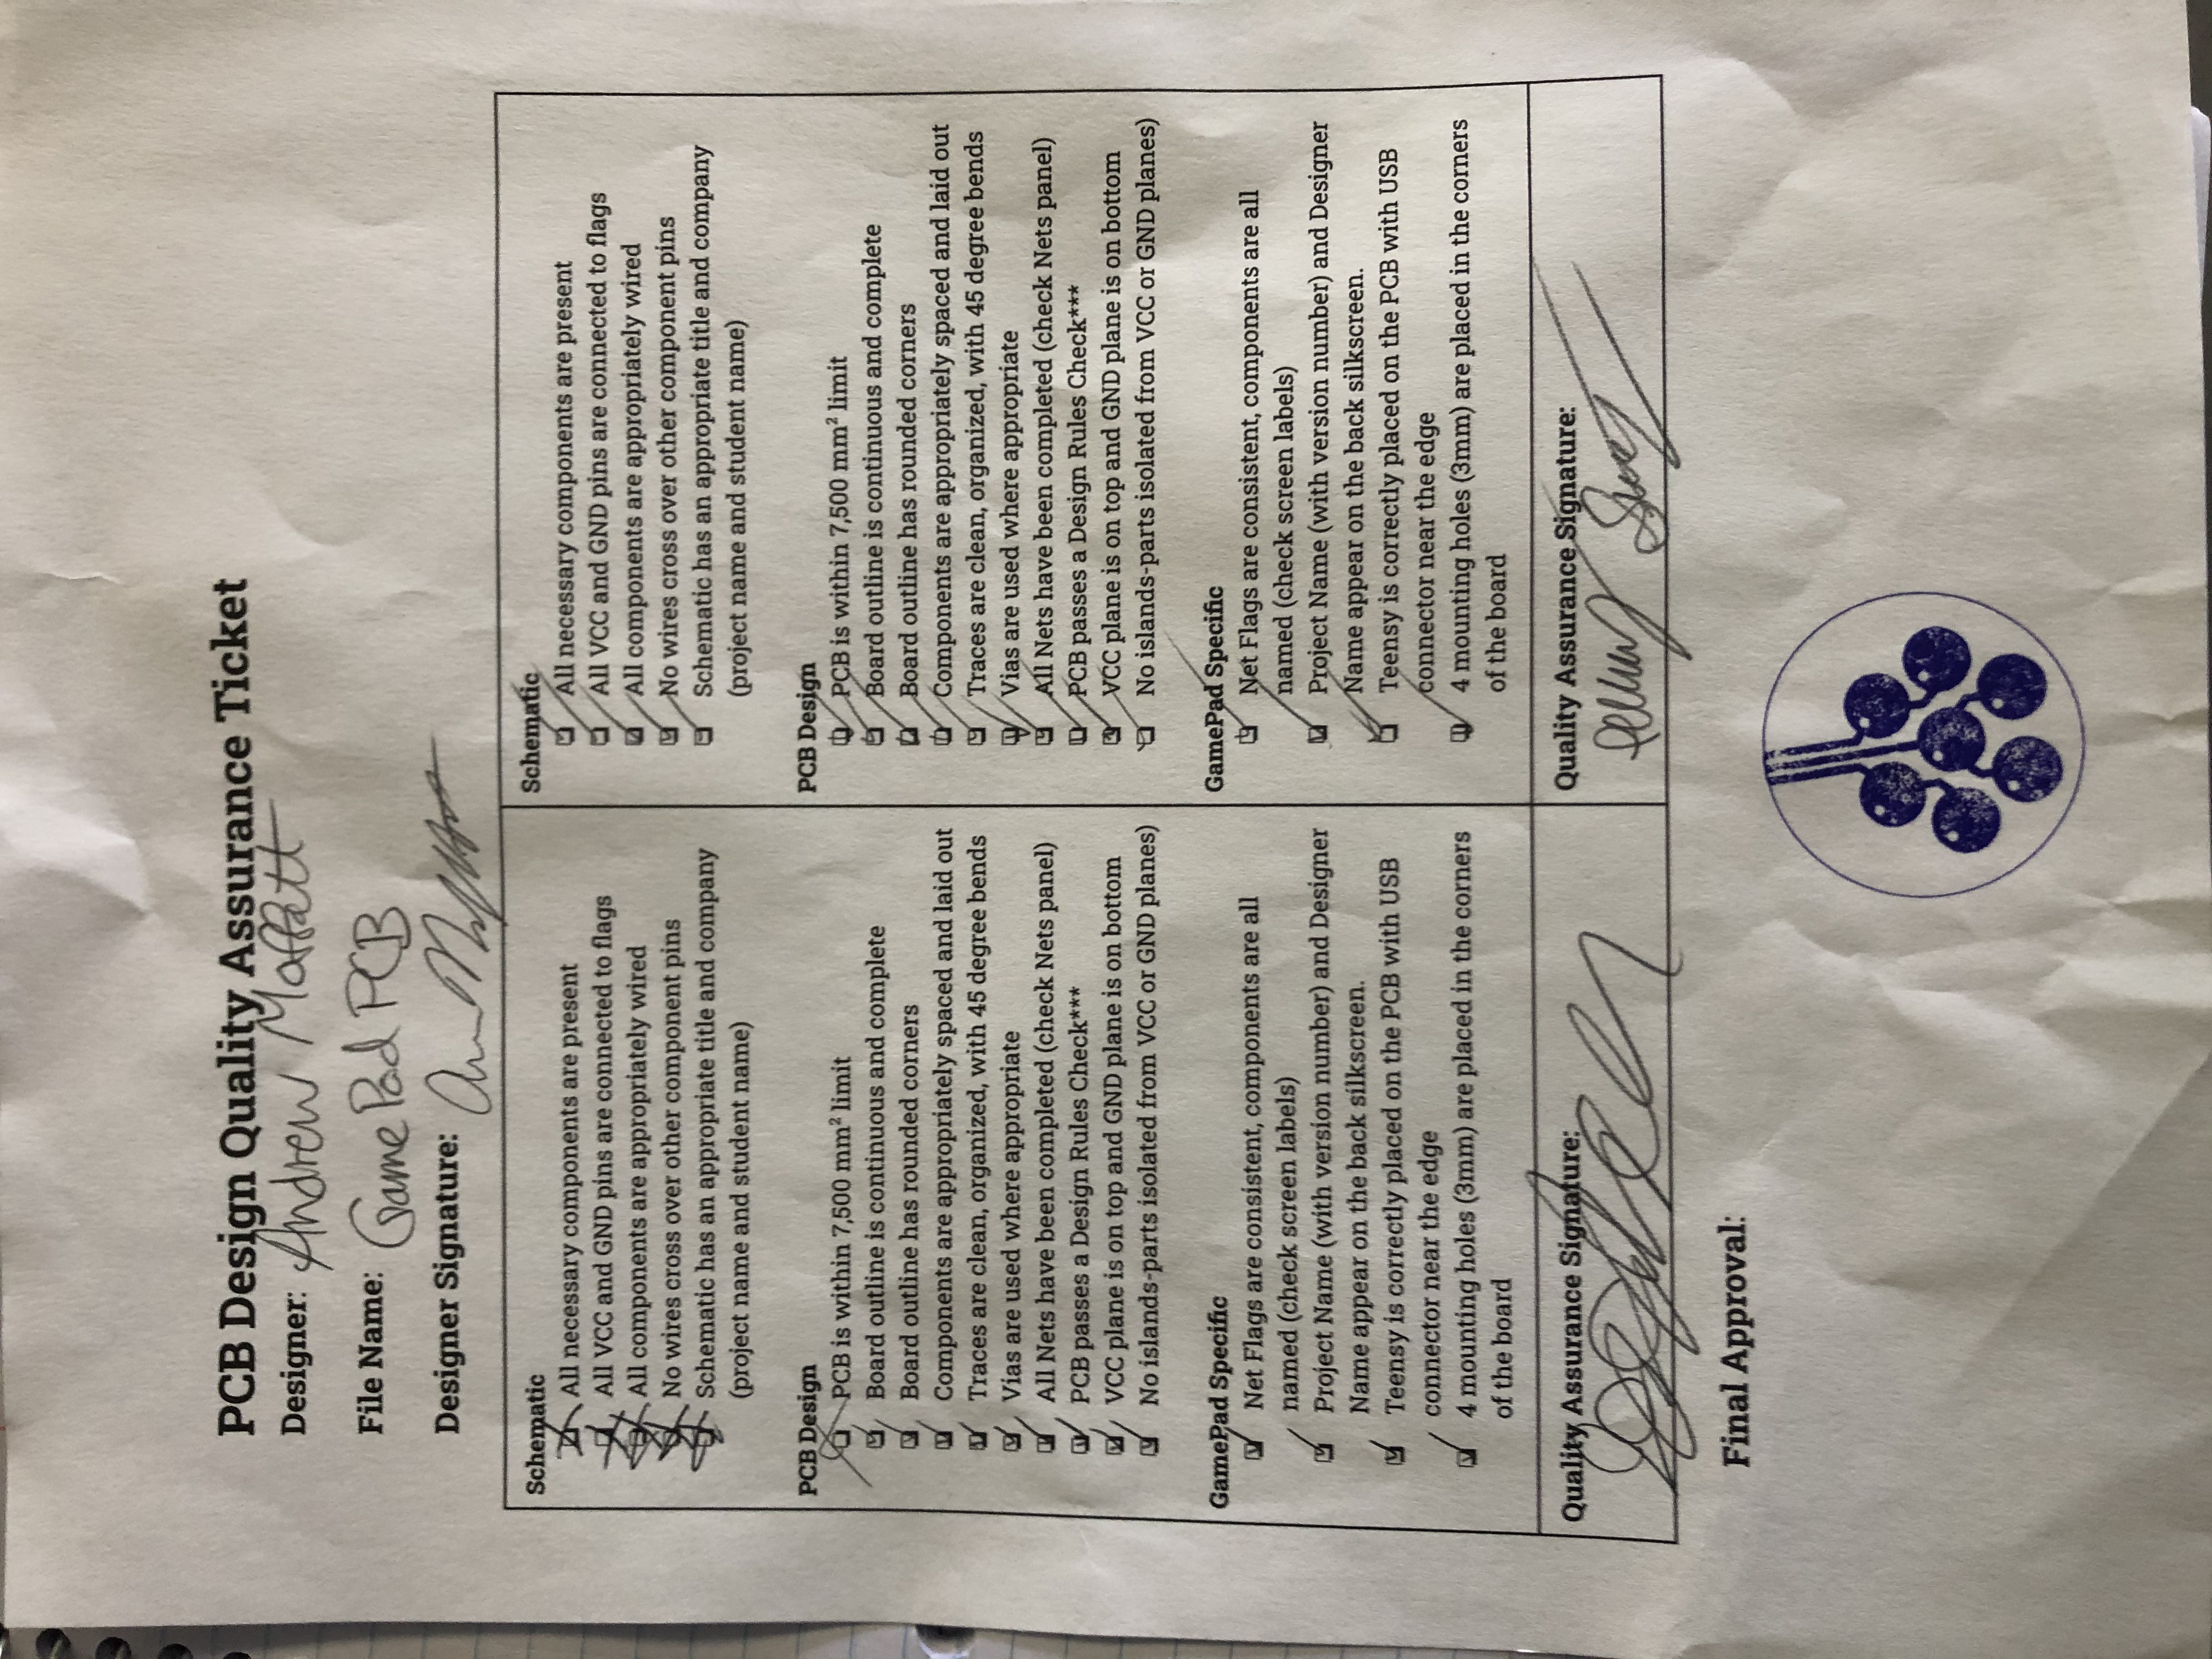 PCB Design Quality Assurance Ticket
Designer: Andrew Moffatt
File Name: GamePad PCB
Designer Signature:
Schematic
All necessary components are present
All VCC and GND pins are connected to flags
All components are appropriately wired
No wires cross over other component pins
Schematic has an appropriate title and company
(project name and student name)
PCB Design
PCB is within 7,500 mm² limit
Board outline is continuous and complete
Board outline has rounded corners
Components are appropriately spaced and laid out
Traces are clean, organized, with 45 degree bends
Vias are used where appropriate
All Nets have been completed (check Nets panel)
PCB passes a Design Rules Check***
VCC plane is on top and GND plane is on bottom
No islands-parts isolated from VCC or GND planes)
GamePad Specific
Net Flags are consistent, components are all
named (check screen labels)
Project Name (with version number) and Designer
Name appear on the back silkscreen.
Teensy is correctly placed on the PCB with USB
connector near the edge
4 mounting holes (3mm) are placed in the corners
of the board
Quality Assurance Signature:
Schematic
All necessary components are present
All VCC and GND pins are connected to flags
All components are appropriately wired
No wires cross over other component pins
Schematic has an appropriate title and company
(project name and student name)
PCB Design
PCB is within 7,500 mm² limit
Board outline is continuous and complete
Board outline has rounded corners
Components are appropriately spaced and laid out
Traces are clean, organized, with 45 degree bends
Vias are used where appropriate
All Nets have been completed (check Nets panel)
PCB passes a Design Rules Check***
VCC plane is on top and GND plane is on bottom
No islands-parts isolated from VCC or GND planes)
GamePad Specific
Net Flags are consistent, components are all
named (check screen labels)
Project Name (with version number) and Designer
Name appear on the back silkscreen.
Teensy is correctly placed on the PCB with USB
connector near the edge
4 mounting holes (3mm) are placed in the corners
of the board
Quality Assurance Signature:
Final Approval: